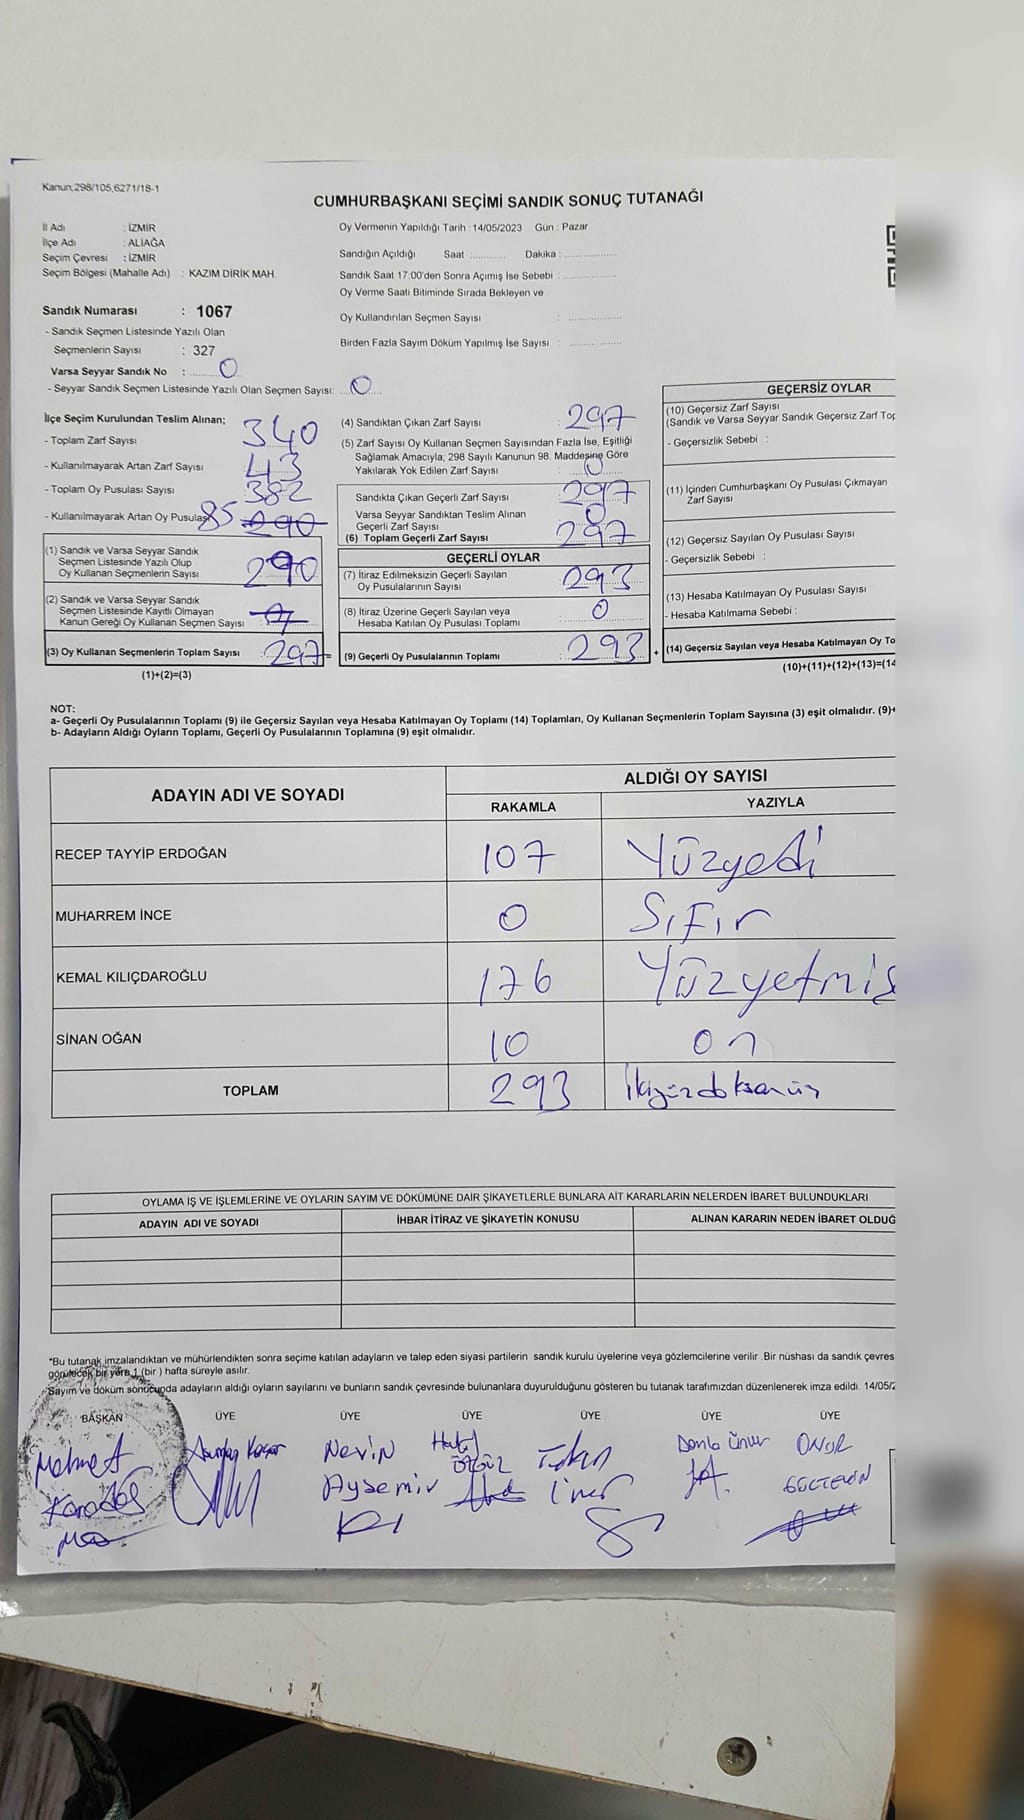 Kanun;298/105,6271/18-1
CUMHURBAŞKANI SEÇİMİ SANDIK SONUÇ TUTANAĞI
İl Adı : İZMİR
İlçe Adı : ALİAĞA
Seçim Çevresi : İZMİR
Seçim Bölgesi (Mahalle Adı) : KAZIM DİRİK MAH.
Oy Vermenin Yapıldığı Tarih : 14/05/2023 Gün : Pazar
Sandığın Açıldığı Saat ............ Dakika : .................
Sandık Saat 17:00'den Sonra Açımış İse Sebebi : .................
Oy Verme Saati Bitiminde Sırada Bekleyen ve
Oy Kullandırılan Seçmen Sayısı : .................
Birden Fazla Sayım Döküm Yapılmış İse Sayısı : .................
Sandık Numarası : 1067
- Sandık Seçmen Listesinde Yazılı Olan
Seçmenlerin Sayısı : 327
Varsa Seyyar Sandık No : 0
- Seyyar Sandık Seçmen Listesinde Yazılı Olan Seçmen Sayısı: 0
İlçe Seçim Kurulundan Teslim Alınan;
- Toplam Zarf Sayısı 340
- Kullanılmayarak Artan Zarf Sayısı 43
- Toplam Oy Pusulası Sayısı 382
- Kullanılmayarak Artan Oy Pusulas 85 290
(1) Sandık ve Varsa Seyyar Sandık
Seçmen Listesinde Yazılı Olup
Oy Kullanan Seçmenlerin Sayısı 290
(2) Sandık ve Varsa Seyyar Sandık
Seçmen Listesinde Kayıtlı Olmayan
Kanun Gereği Oy Kullanan Seçmen Sayısı 7
(3) Oy Kullanan Seçmenlerin Toplam Sayısı 297
(1)+(2)=(3)
(4) Sandıktan Çıkan Zarf Sayısı 297
(5) Zarf Sayısı Oy Kullanan Seçmen Sayısından Fazla İse, Eşitliği
Sağlamak Amacıyla; 298 Sayılı Kanunun 98. Maddesine Göre
Yakılarak Yok Edilen Zarf Sayısı 0
Sandıkta Çıkan Geçerli Zarf Sayısı 297
Varsa Seyyar Sandıktan Teslim Alınan
Geçerli Zarf Sayısı 0
(6) Toplam Geçerli Zarf Sayısı 297
GEÇERLİ OYLAR
(7) İtiraz Edilmeksizin Geçerli Sayılan
Oy Pusulalarının Sayısı 293
(8) İtiraz Üzerine Geçerli Sayılan veya
Hesaba Katılan Oy Pusulası Toplamı 0
= (9) Geçerli Oy Pusulalarının Toplamı 293
GEÇERSİZ OYLAR
(10) Geçersiz Zarf Sayısı
(Sandık ve Varsa Seyyar Sandık Geçersiz Zarf Top
- Geçersizlik Sebebi :
(11) İçinden Cumhurbaşkanı Oy Pusulası Çıkmayan
Zarf Sayısı
(12) Geçersiz Sayılan Oy Pusulası Sayısı
- Geçersizlik Sebebi :
(13) Hesaba Katılmayan Oy Pusulası Sayısı
- Hesaba Katılmama Sebebi :
+ (14) Geçersiz Sayılan veya Hesaba Katılmayan Oy To
(10)+(11)+(12)+(13)=(14
NOT:
a- Geçerli Oy Pusulalarının Toplamı (9) ile Geçersiz Sayılan veya Hesaba Katılmayan Oy Toplamı (14) Toplamları, Oy Kullanan Seçmenlerin Toplam Sayısına (3) eşit olmalıdır. (9)+
b- Adayların Aldığı Oyların Toplamı, Geçerli Oy Pusulalarının Toplamına (9) eşit olmalıdır.
ADAYIN ADI VE SOYADI ALDIĞI OY SAYISI
RAKAMLA YAZIYLA
RECEP TAYYİP ERDOĞAN 107 Yüzyedi
MUHARREM İNCE 0 Sıfır
KEMAL KILIÇDAROĞLU 176 Yüzyetmiş
SİNAN OĞAN 10 on
TOPLAM 293 ikiyüzdoksanüç
OYLAMA İŞ VE İŞLEMLERİNE VE OYLARIN SAYIM VE DÖKÜMÜNE DAİR ŞİKAYETLERLE BUNLARA AİT KARARLARIN NELERDEN İBARET BULUNDUKLARI
ADAYIN ADI VE SOYADI İHBAR İTİRAZ VE ŞİKAYETİN KONUSU ALINAN KARARIN NEDEN İBARET OLDUĞ
*Bu tutanak imzalandıktan ve mühürlendikten sonra seçime katılan adayların ve talep eden siyasi partilerin sandık kurulu üyelerine veya gözlemcilerine verilir .Bir nüshası da sandık çevres
görülecek bir yere 1 (bir ) hafta süreyle asılır.
Sayım ve döküm sonucunda adayların aldığı oyların sayılarını ve bunların sandık çevresinde bulunanlara duyurulduğunu gösteren bu tutanak tarafımızdan düzenlenerek imza edildi. 14/05/2
BAŞKAN ÜYE ÜYE ÜYE ÜYE ÜYE ÜYE
Mehmet Nevin Ünver ONUR
Karadaş Aysemir